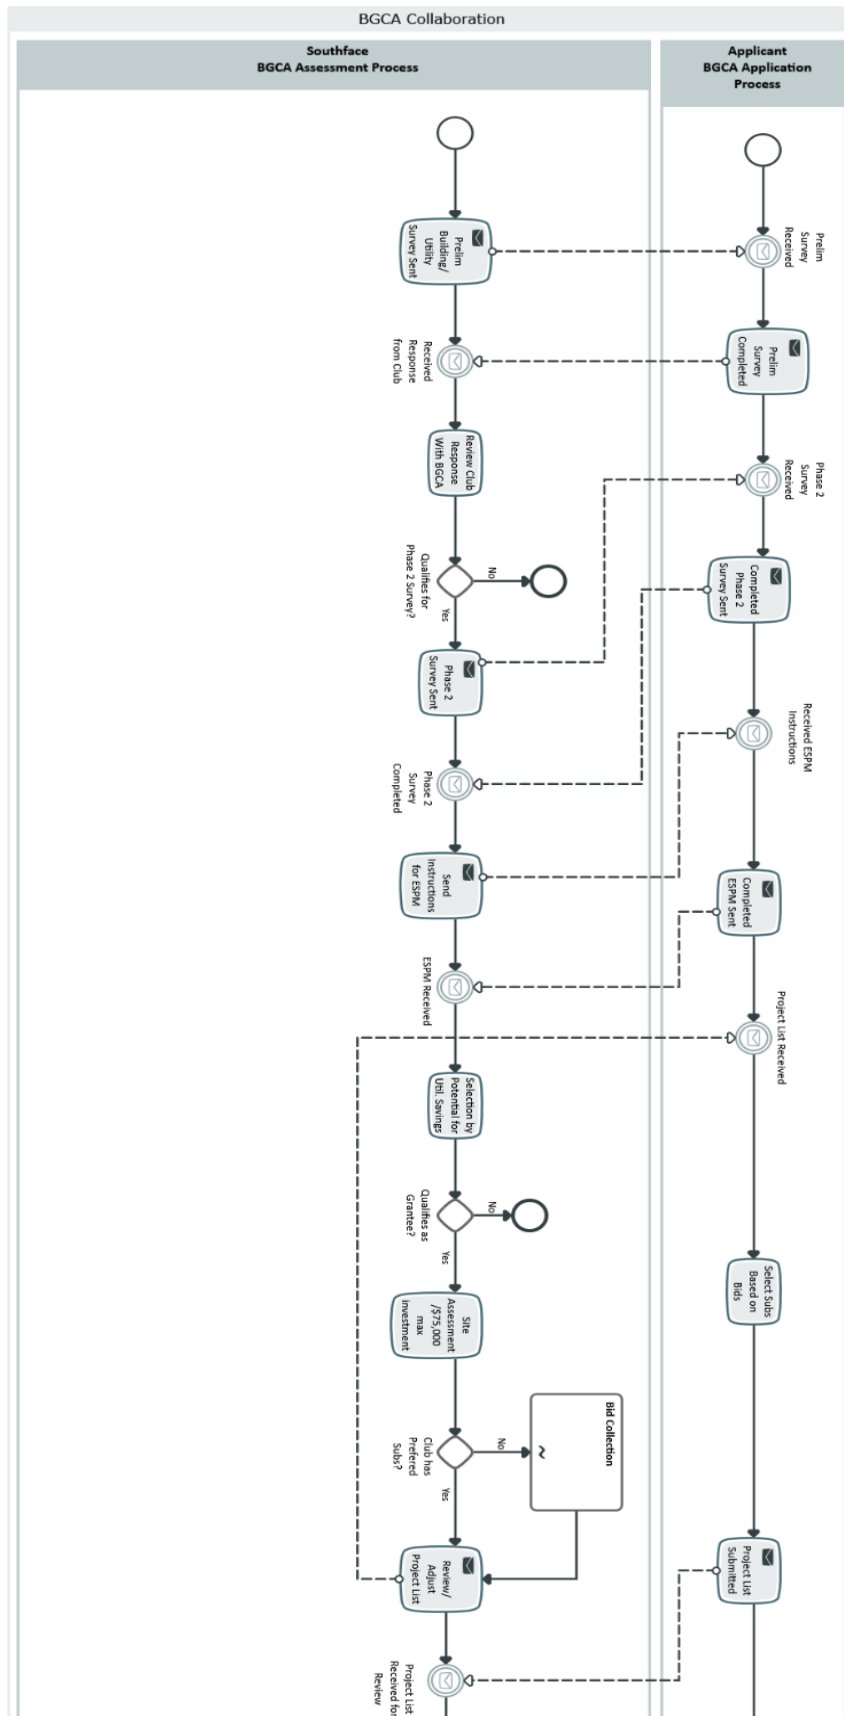 BGCA Collaboration
Southface
BGCA Assessment Process
Applicant
BGCA Application
Process
Prelim
Survey
Received
Prelim
Building/
Utility
Survey Sent
Received
Response
from Club
Prelim
Survey
Completed
Review Club
Response
With BGCA
Phase 2
Survey
Received
Qualifies for
Phase 2 Survey?
No
Yes
Completed
Phase 2
Survey Sent
Phase 2
Survey Sent
Received ESPM
Instructions
Phase 2
Survey
Completed
Send
Instructions
for ESPM
Completed
ESPM Sent
ESPM Received
Project List Received
Selection by
Potential for
Util. Savings
Qualifies as
Grantee?
No
Yes
Select Subs
Based on
Bids
Site
Assessment
/$75,000
max
investment
Bid Collection
Club has
Prefered
Subs?
No
Yes
Review/
Adjust
Project List
Project List
Submitted
Project List
Received for
Review